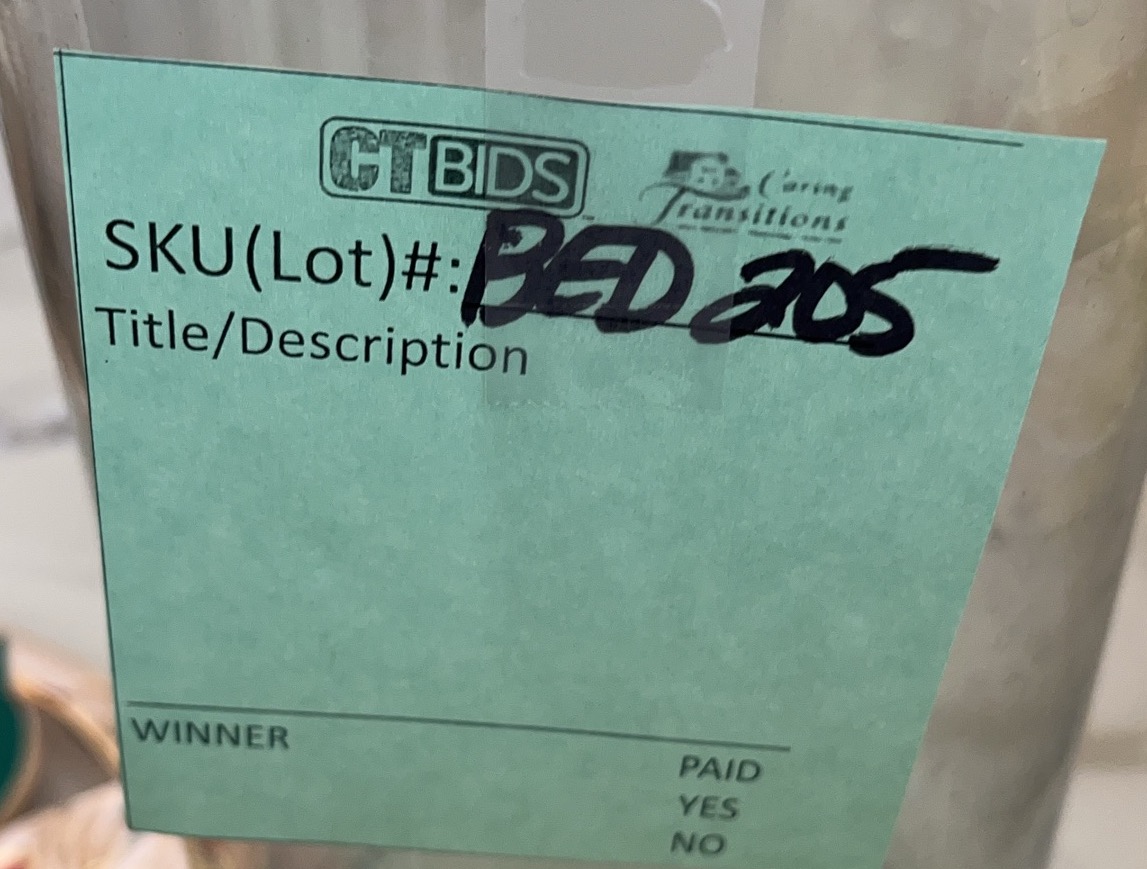 CTBIDS
Caring
Transitions
SKU(Lot)#: BED 205
Title/Description
WINNER
PAID
YES
NO